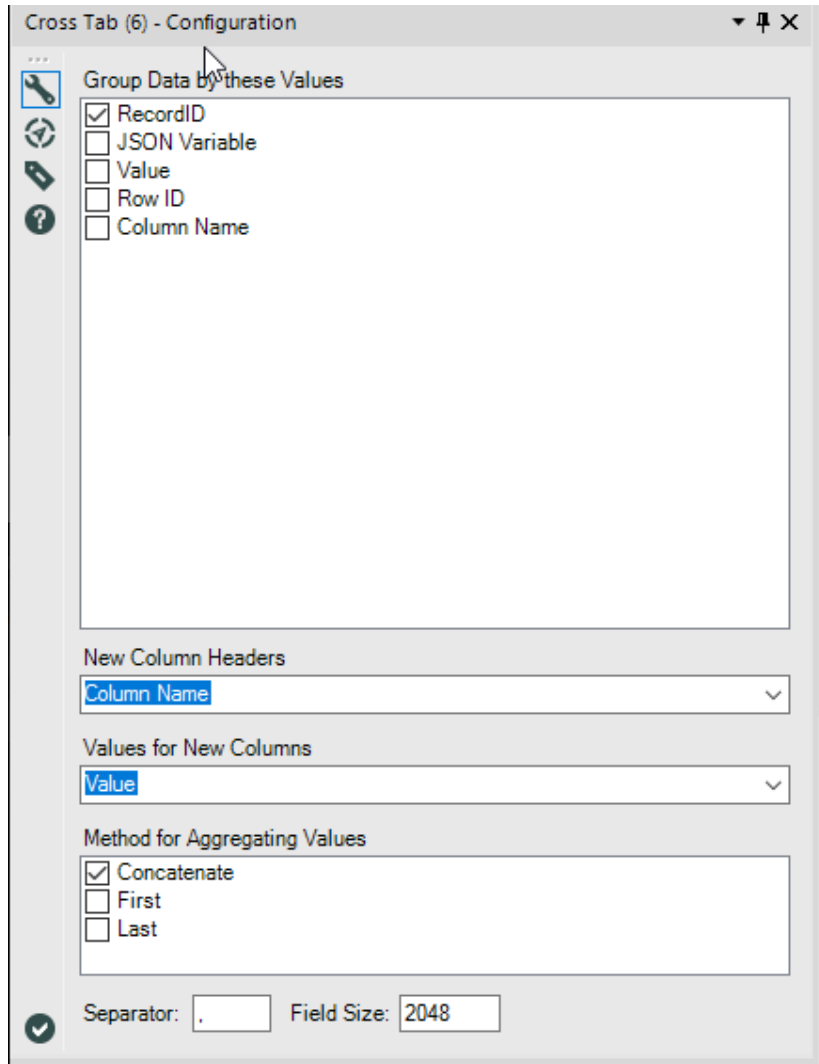 Cross Tab (6) - Configuration
Group Data by these Values
RecordID
JSON Variable
Value
Row ID
Column Name
New Column Headers
Column Name
Values for New Columns
Value
Method for Aggregating Values
Concatenate
First
Last
Separator: , Field Size: 2048